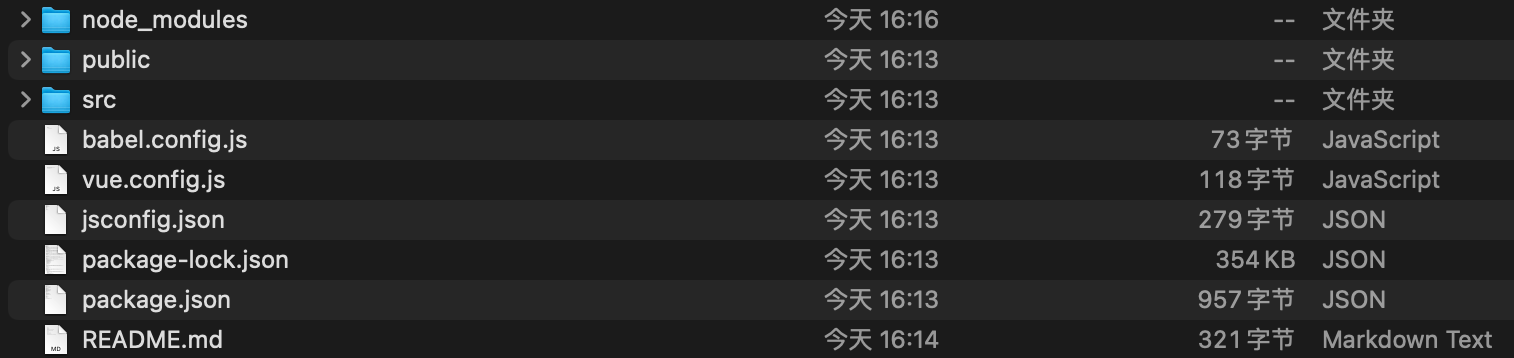 node_modules 今天 16:16 -- 文件夹
public 今天 16:13 -- 文件夹
src 今天 16:13 -- 文件夹
JS babel.config.js 今天 16:13 73 字节 JavaScript
JS vue.config.js 今天 16:13 118 字节 JavaScript
jsconfig.json 今天 16:13 279 字节 JSON
package-lock.json 今天 16:13 354 KB JSON
package.json 今天 16:13 957 字节 JSON
MD README.md 今天 16:14 321 字节 Markdown Text